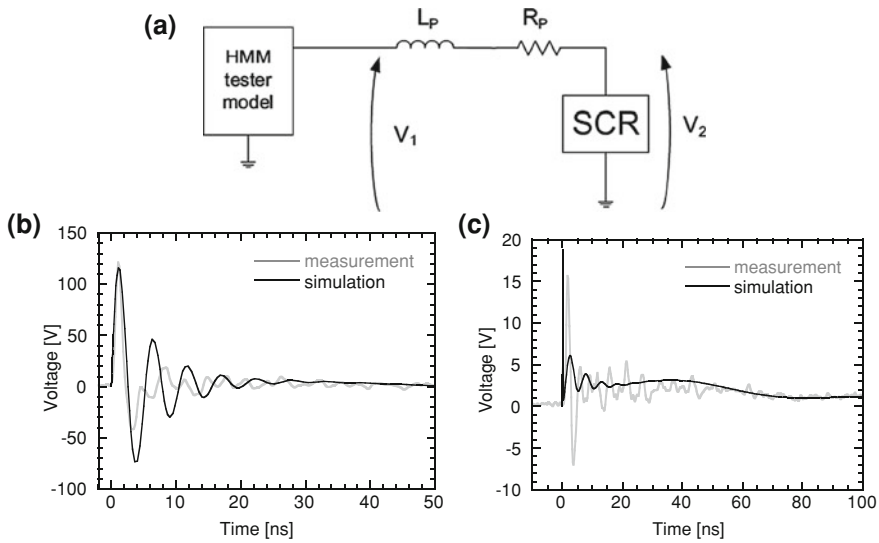 (a)
HMM
tester
model
L_P
R_P
SCR
V_1
V_2
(b)
150
100
50
0
-50
-100
Voltage [V]
measurement
simulation
0
10
20
30
40
50
Time [ns]
(c)
20
15
10
5
0
-5
-10
Voltage [V]
measurement
simulation
0
20
40
60
80
100
Time [ns]